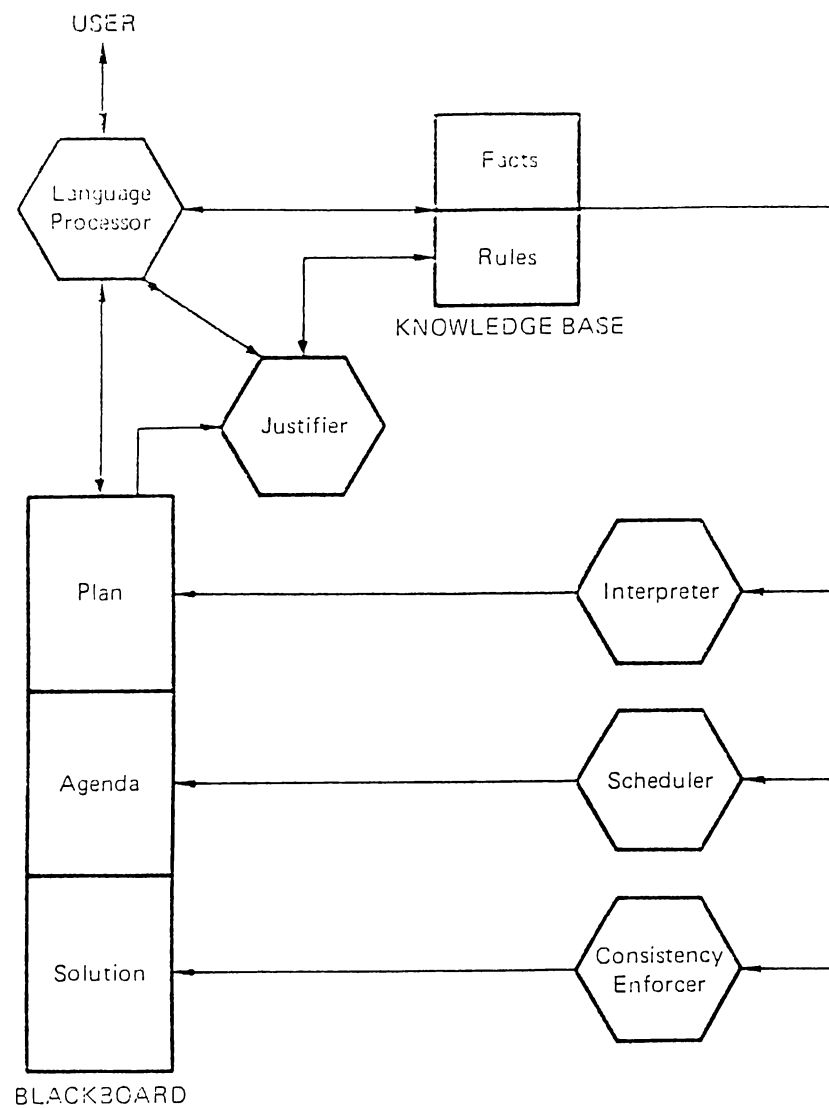 USER
Language
Processor
Facts
Rules
KNOWLEDGE BASE
Justifier
Plan
Interpreter
Agenda
Scheduler
Solution
Consistency
Enforcer
BLACKBOARD